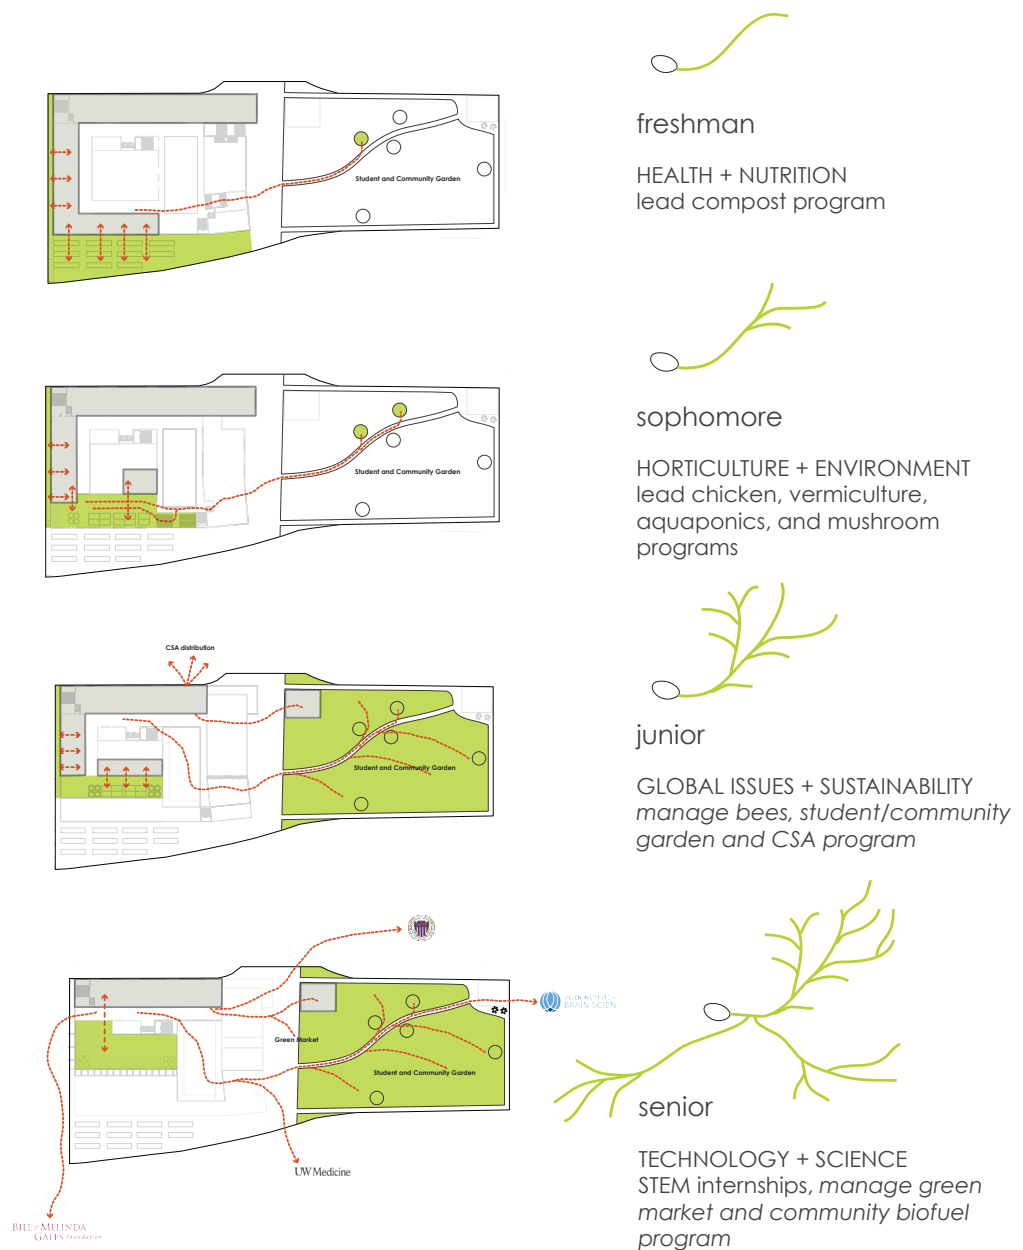 Student and Community Garden
freshman
HEALTH + NUTRITION
lead compost program
Student and Community Garden
sophomore
HORTICULTURE + ENVIRONMENT
lead chicken, vermiculture,
aquaponics, and mushroom
programs
CSA distribution
Student and Community Garden
junior
GLOBAL ISSUES + SUSTAINABILITY
manage bees, student/community
garden and CSA program
BRAIN SCIEN
Green Market
Student and Community Garden
UW Medicine
BILL & MELINDA
GATES foundation
senior
TECHNOLOGY + SCIENCE
STEM internships, manage green
market and community biofuel
program